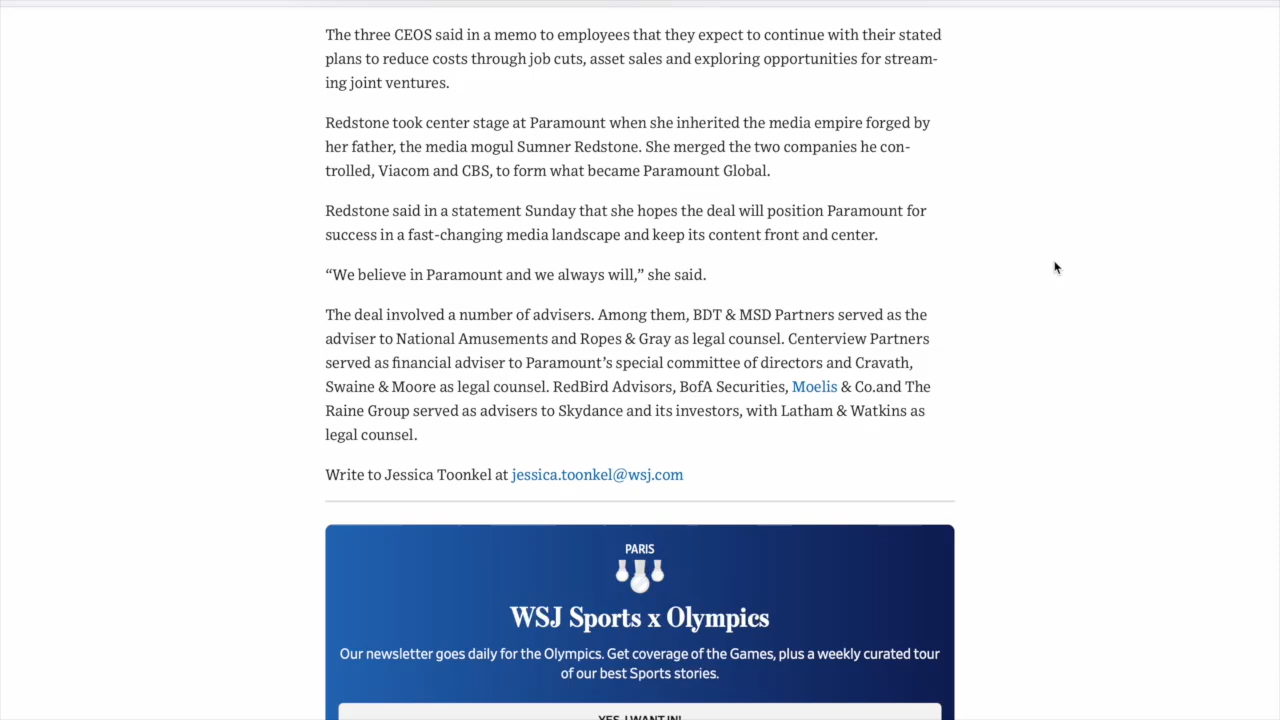 The three CEOS said in a memo to employees that they expect to continue with their stated
plans to reduce costs through job cuts, asset sales and exploring opportunities for stream-
ing joint ventures.
Redstone took center stage at Paramount when she inherited the media empire forged by
her father, the media mogul Sumner Redstone. She merged the two companies he con-
trolled, Viacom and CBS, to form what became Paramount Global.
Redstone said in a statement Sunday that she hopes the deal will position Paramount for
success in a fast-changing media landscape and keep its content front and center.
“We believe in Paramount and we always will,” she said.
The deal involved a number of advisers. Among them, BDT & MSD Partners served as the
adviser to National Amusements and Ropes & Gray as legal counsel. Centerview Partners
served as financial adviser to Paramount’s special committee of directors and Cravath,
Swaine & Moore as legal counsel. RedBird Advisors, BofA Securities, Moelis & Co.and The
Raine Group served as advisers to Skydance and its investors, with Latham & Watkins as
legal counsel.
Write to Jessica Toonkel at jessica.toonkel@wsj.com
PARIS
WSJ Sports x Olympics
Our newsletter goes daily for the Olympics. Get coverage of the Games, plus a weekly curated tour
of our best Sports stories.
YES, I WANT IN!